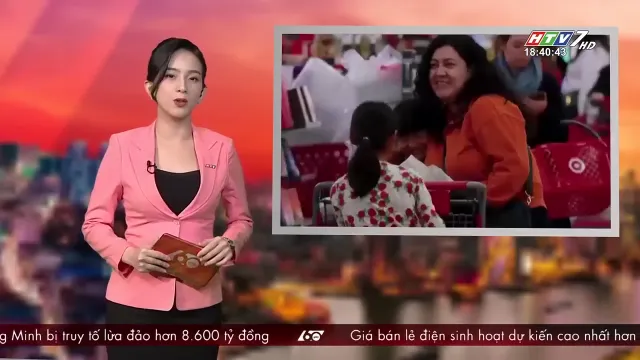 HTV7 HD
18:40:43
g Minh bị truy tố lừa đảo hơn 8.600 tỷ đồng
60
Giá bán lẻ điện sinh hoạt dự kiến cao nhất hơn